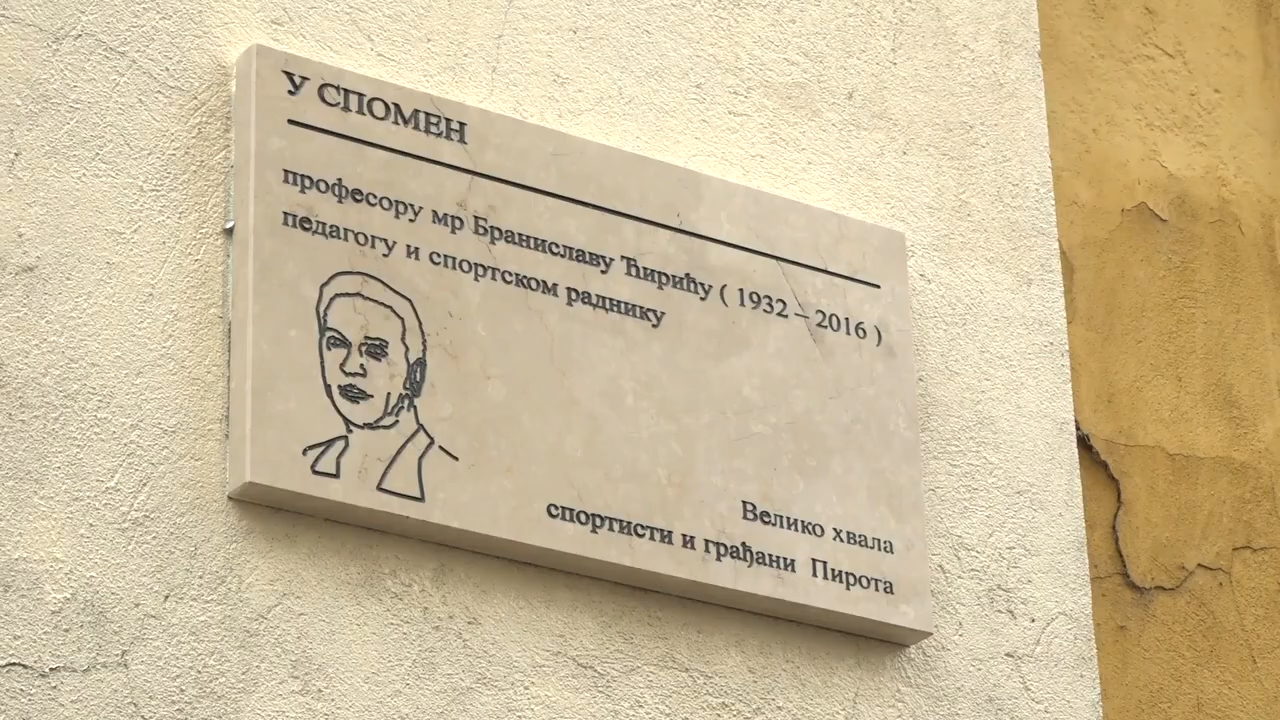 У СПОМЕН
професору мр Браниславу Ћирићу ( 1932 – 2016 )
педагогу и спортском раднику
Велико хвала
спортисти и грађани Пирота